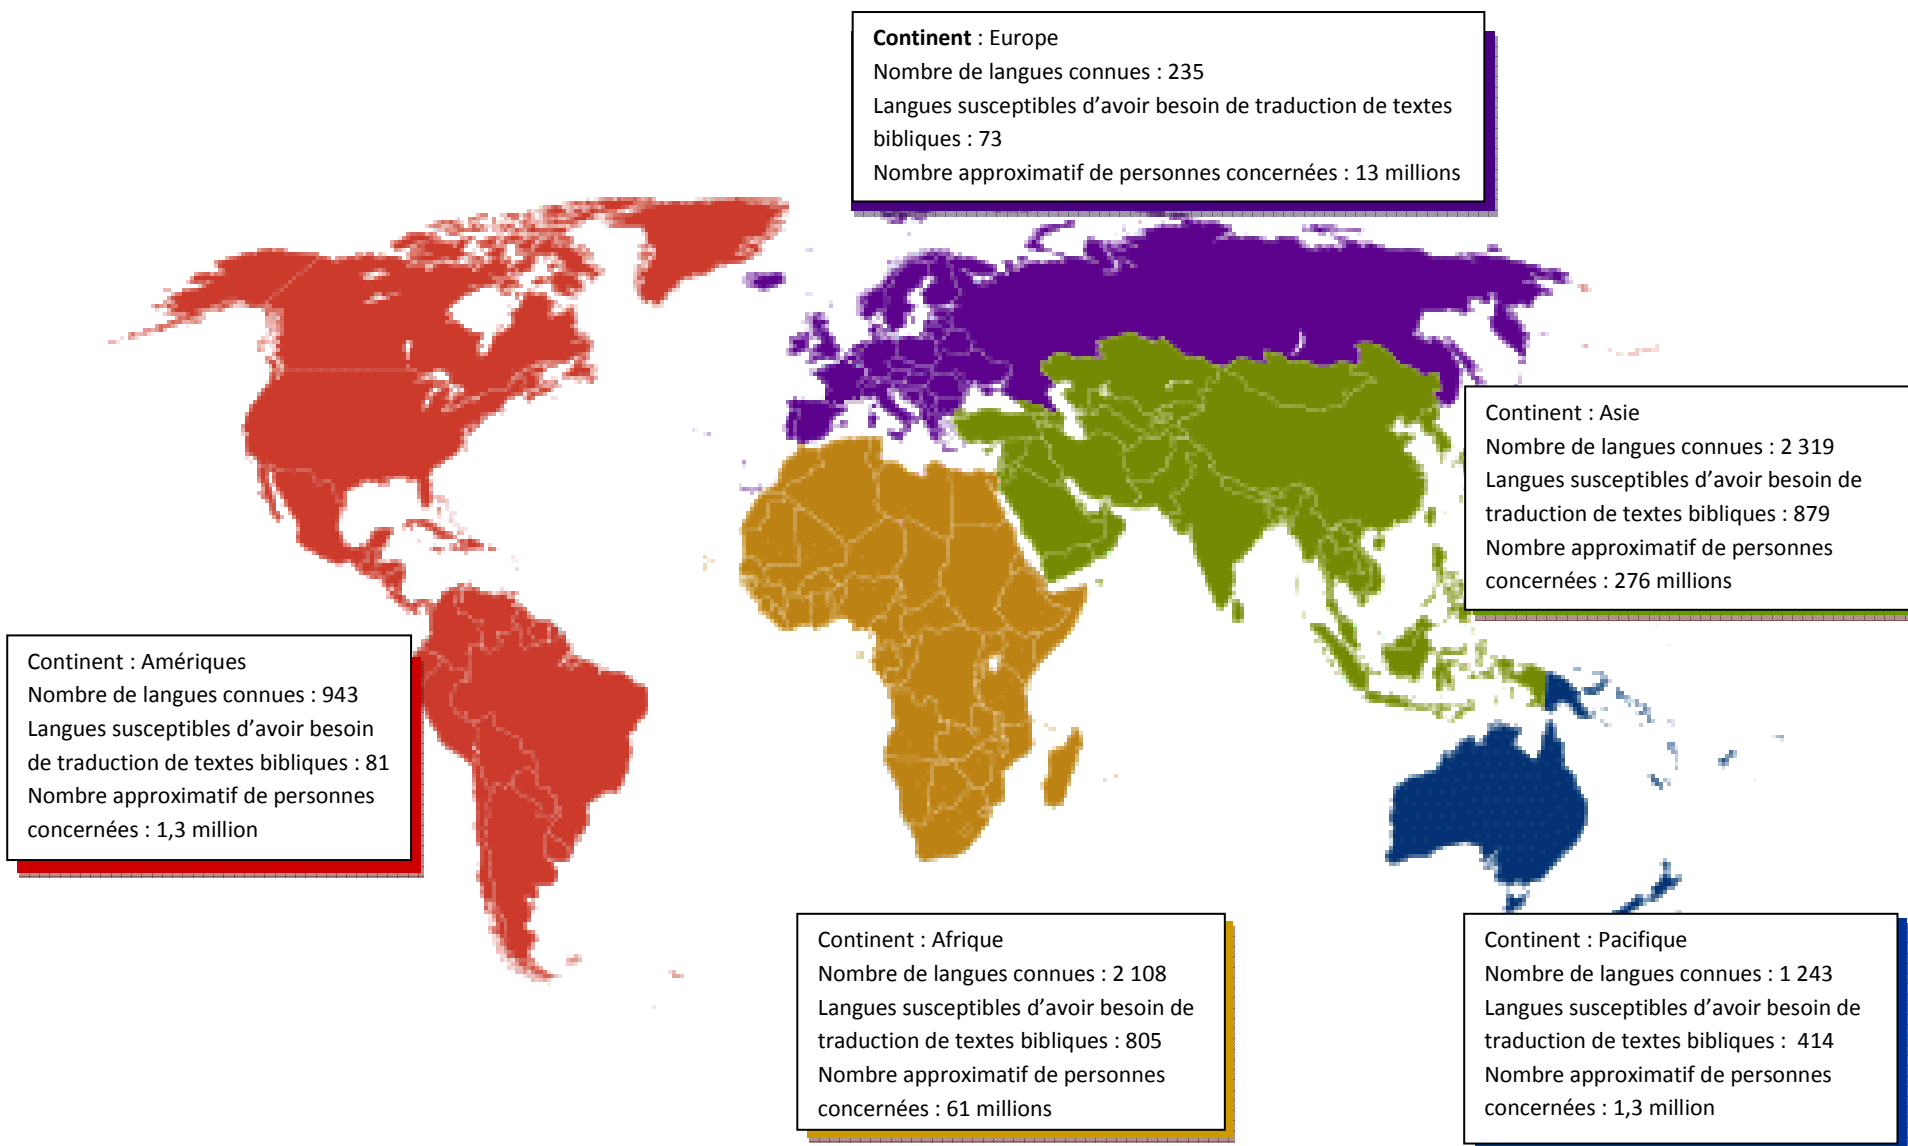 Continent : Europe
Nombre de langues connues : 235
Langues susceptibles d’avoir besoin de traduction de textes
bibliques : 73
Nombre approximatif de personnes concernées : 13 millions
Continent : Asie
Nombre de langues connues : 2 319
Langues susceptibles d’avoir besoin de
traduction de textes bibliques : 879
Nombre approximatif de personnes
concernées : 276 millions
Continent : Amériques
Nombre de langues connues : 943
Langues susceptibles d’avoir besoin
de traduction de textes bibliques : 81
Nombre approximatif de personnes
concernées : 1,3 million
Continent : Afrique
Nombre de langues connues : 2 108
Langues susceptibles d’avoir besoin de
traduction de textes bibliques : 805
Nombre approximatif de personnes
concernées : 61 millions
Continent : Pacifique
Nombre de langues connues : 1 243
Langues susceptibles d’avoir besoin de
traduction de textes bibliques :  414
Nombre approximatif de personnes
concernées : 1,3 million